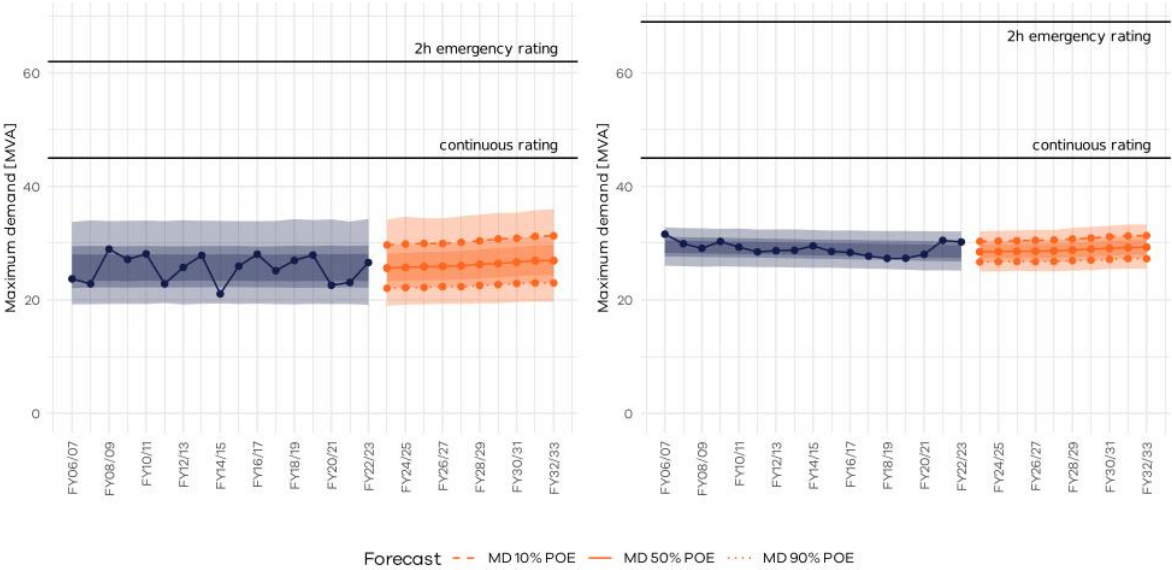 2h emergency rating
60
continuous rating
40
20
0
Maximum demand [MVA]
FY06/07
FY08/09
FY10/11
FY12/13
FY14/15
FY16/17
FY18/19
FY20/21
FY22/23
FY24/25
FY26/27
FY28/29
FY30/31
FY32/33
2h emergency rating
60
continuous rating
40
20
0
Maximum demand [MVA]
FY06/07
FY08/09
FY10/11
FY12/13
FY14/15
FY16/17
FY18/19
FY20/21
FY22/23
FY24/25
FY26/27
FY28/29
FY30/31
FY32/33
Forecast MD 10% POE MD 50% POE MD 90% POE